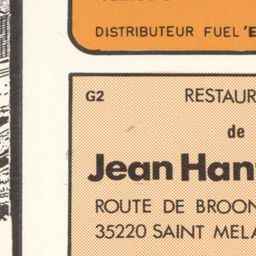 DISTRIBUTEUR FUEL 'E
G2
RESTAUR
de
Jean Han
ROUTE DE BROON
35220 SAINT MELA